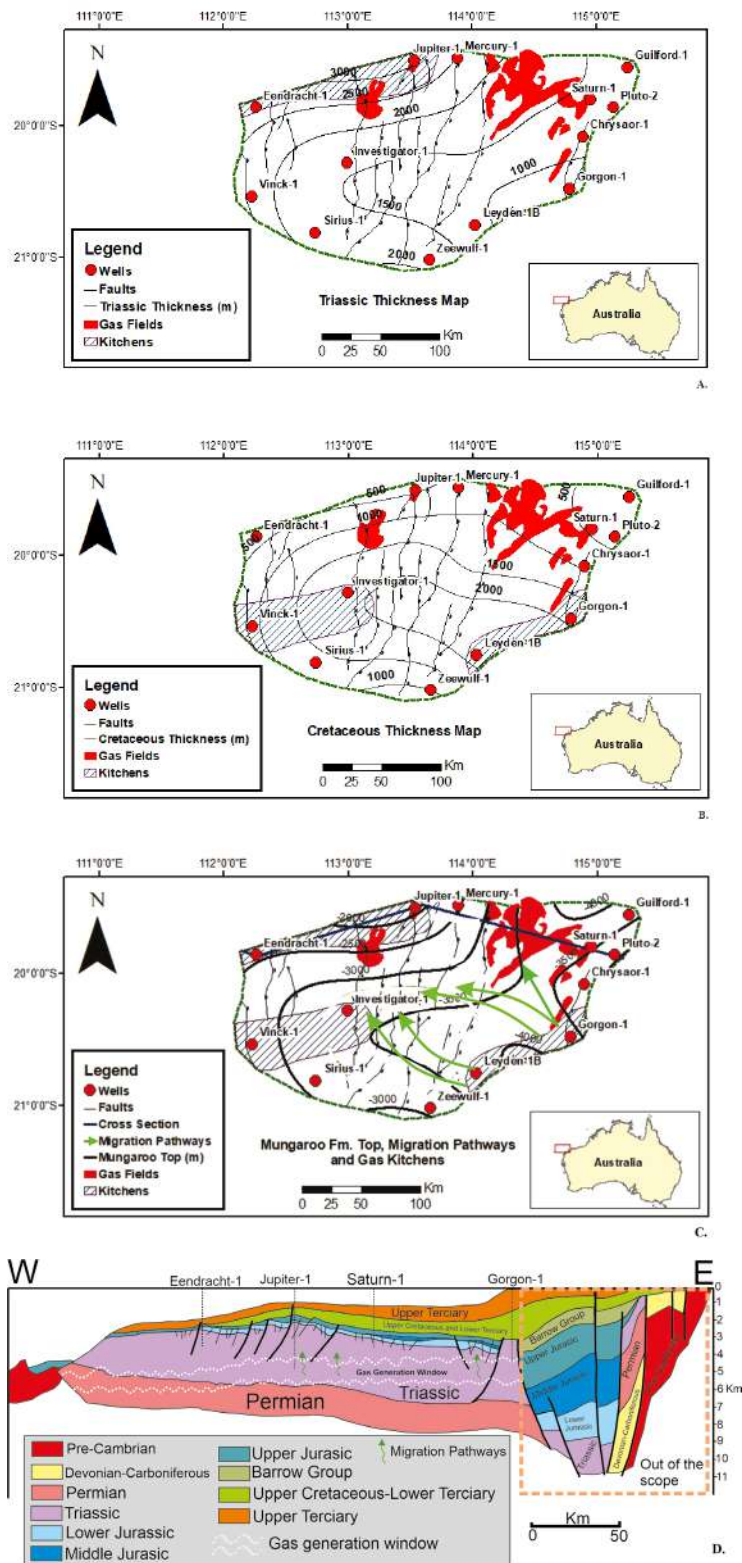 111°0'0"E 112°0'0"E 113°0'0"E 114°0'0"E 115°0'0"E
N
Jupiter-1 Mercury-1
Guilford-1
3000
Eendracht-1
2500
2000
Saturn-1
Pluto-2
20°0'0"S
Chrysaor-1
Investigator-1
1000
Vinck-1
Gorgon-1
1500
Leyden-1B
Sirius-1
Zeewulf-1
21°0'0"S
2000
Legend
Wells
Faults
Triassic Thickness (m)
Gas Fields
Kitchens
Triassic Thickness Map
Km
0 25 50 100
Australia
A.
111°0'0"E 112°0'0"E 113°0'0"E 114°0'0"E 115°0'0"E
N
Jupiter-1 Mercury-1
500
500
Guilford-1
1000
Eendracht-1
500
Saturn-1
Pluto-2
20°0'0"S
Chrysaor-1
1500
Investigator-1
2000
Vinck-1
Gorgon-1
Leyden-1B
Sirius-1
1000
Zeewulf-1
21°0'0"S
Legend
Wells
Faults
Cretaceous Thickness (m)
Gas Fields
Kitchens
Cretaceous Thickness Map
Km
0 25 50 100
Australia
B.
111°0'0"E 112°0'0"E 113°0'0"E 114°0'0"E 115°0'0"E
N
Jupiter-1 Mercury-1
Guilford-1
-2000
Eendracht-1
-2500
Saturn-1
Pluto-2
20°0'0"S
-3000
Chrysaor-1
-3500
Investigator-1
-4000
Vinck-1
Gorgon-1
Leyden-1B
Sirius-1
-3000
Zeewulf-1
21°0'0"S
Legend
Wells
Faults
Cross Section
Migration Pathways
Mungaroo Top (m)
Gas Fields
Kitchens
Mungaroo Fm. Top, Migration Pathways
and Gas Kitchens
Km
0 25 50 100
Australia
C.
W E
Eendracht-1 Jupiter-1 Saturn-1 Gorgon-1
0
-1
-2
-3
-4
-5
-6 Km
-7
-8
-9
-10
-11
Upper Tertiary
Upper Cretaceous and Lower Tertiary
Barrow Group
Upper Jurassic
Permian
Gas Generation Window
Middle Jurassic
Permian Triassic
Lower Jurassic
Triassic
Devonian-Carboniferous
Out of the
scope
Pre-Cambrian
Devonian-Carboniferous
Permian
Triassic
Lower Jurassic
Middle Jurasic
Upper Jurasic
Barrow Group
Upper Cretaceous-Lower Tertiary
Upper Tertiary
Gas generation window
Migration Pathways
Km
0 50
D.